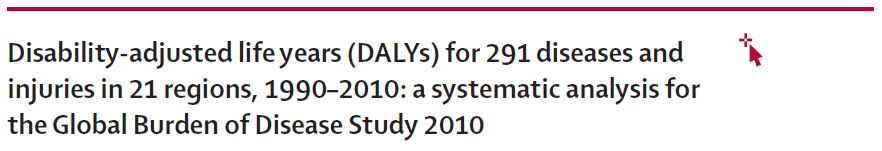 Disability-adjusted life years (DALYs) for 291 diseases and
injuries in 21 regions, 1990–2010: a systematic analysis for
the Global Burden of Disease Study 2010